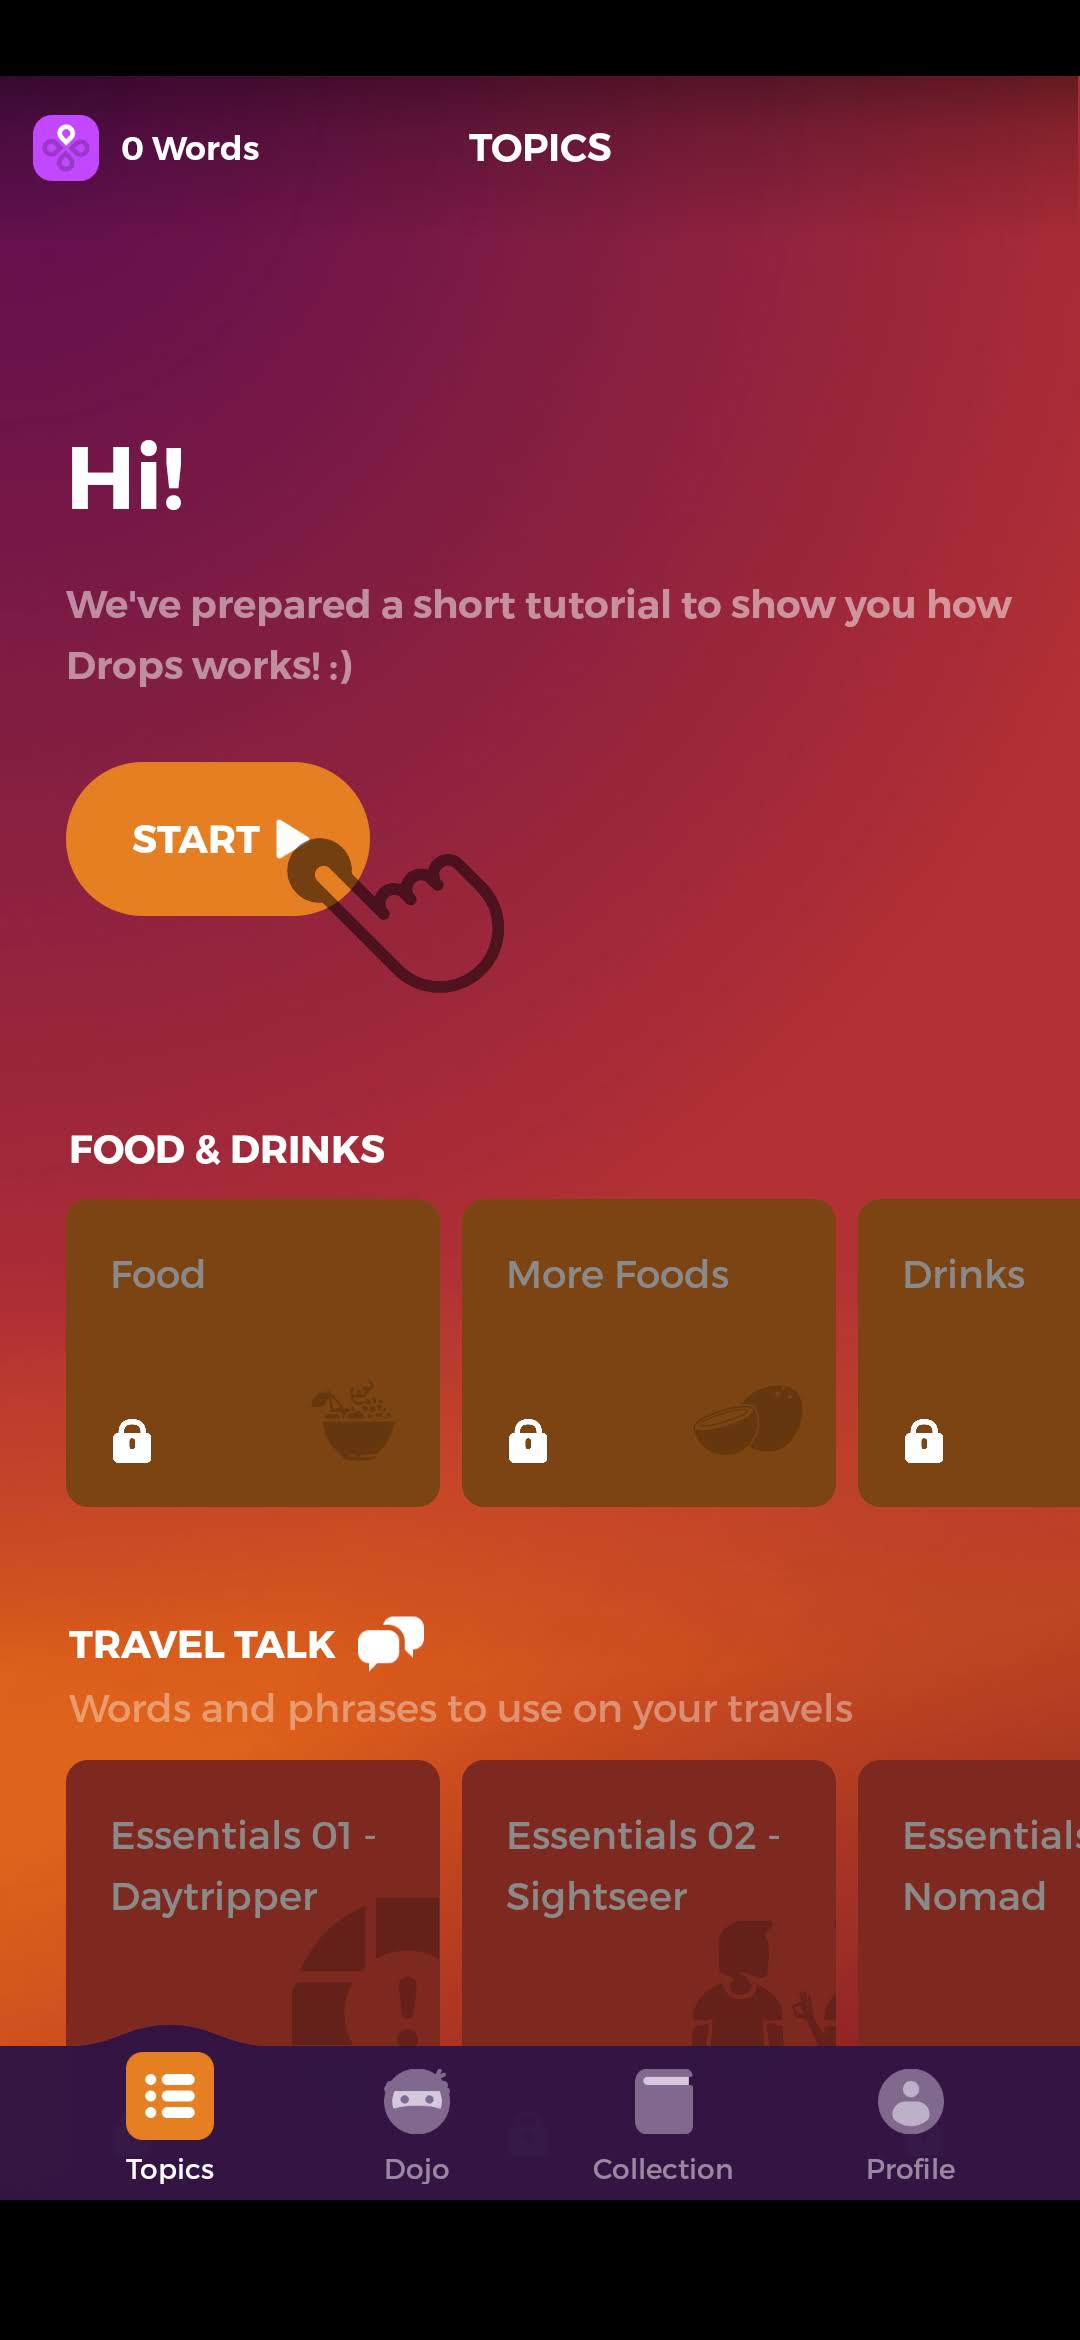 0 Words
TOPICS
Hi!
We've prepared a short tutorial to show you how
Drops works! :)
START
FOOD & DRINKS
Food
More Foods
Drinks
TRAVEL TALK
Words and phrases to use on your travels
Essentials 01 -
Daytripper
Essentials 02 -
Sightseer
Essentials
Nomad
Topics
Dojo
Collection
Profile